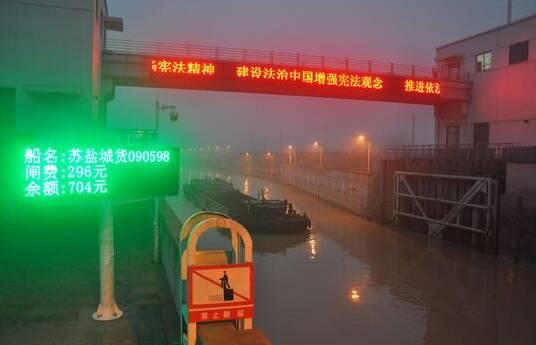 扬宪法精神 建设法治中国增强宪法观念 推进依法
船名:苏盐城货090598
闸费:296元
余额:704元
禁止翻越